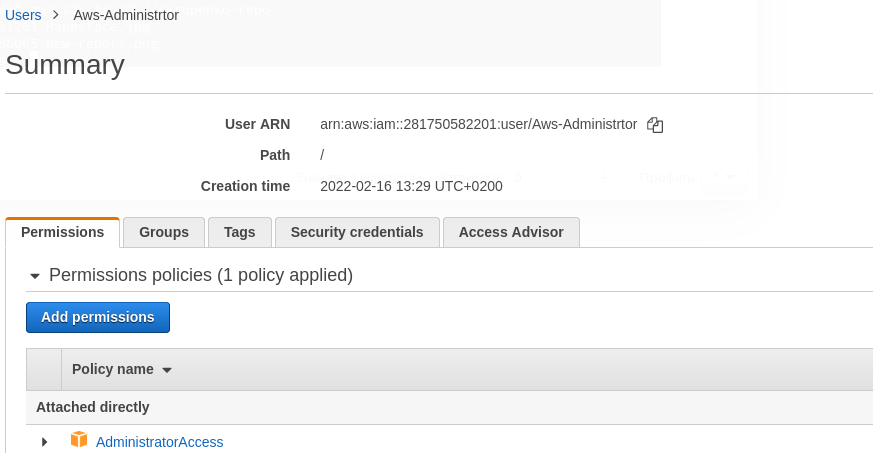 Users > Aws-Administrtor
Summary
User ARN arn:aws:iam::281750582201:user/Aws-Administrtor
Path /
Creation time 2022-02-16 13:29 UTC+0200
Permissions Groups Tags Security credentials Access Advisor
Permissions policies (1 policy applied)
Add permissions
Policy name
Attached directly
AdministratorAccess